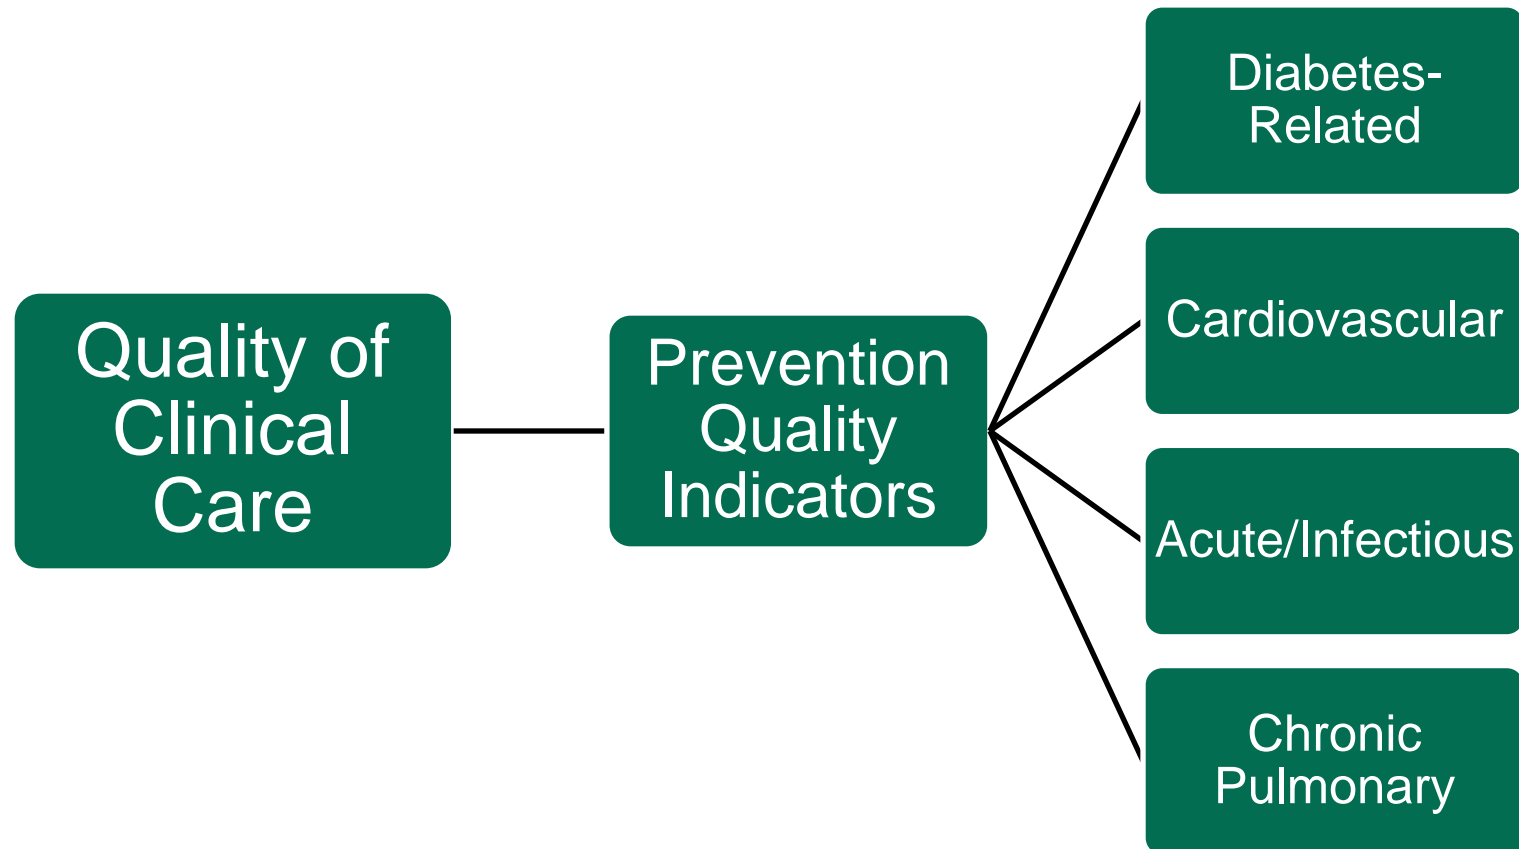 Quality of
Clinical
Care
Prevention
Quality
Indicators
Diabetes-
Related
Cardiovascular
Acute/Infectious
Chronic
Pulmonary